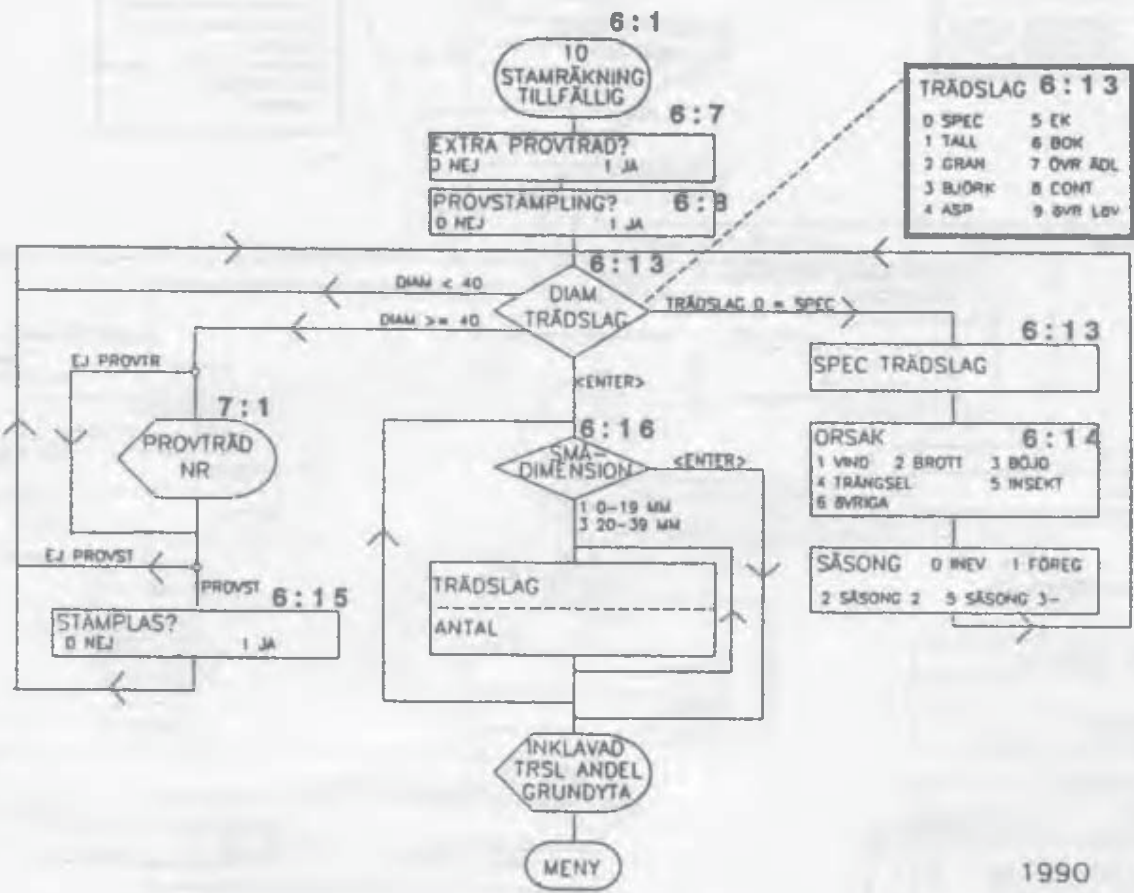 6:1
10
STAMRÄKNING
TILLFÄLLIG
6:7
EXTRA PROVTRÄD?
0 NEJ 1 JA
PROVSTÄMPLING? 6:8
0 NEJ 1 JA
TRÄDSLAG 6:13
0 SPEC 5 EK
1 TALL 6 BOK
2 GRAN 7 ÖVR ÄDL
3 BJÖRK 8 CONT
4 ASP 9 ÖVR LÖV
6:13
DIAM
TRÄDSLAG
DIAM < 40
DIAM >= 40
TRÄDSLAG 0 = SPEC
<ENTER>
EJ PROVTR
7:1
PROVTRÄD
NR
EJ PROVST
PROVST
6:15
STÄMPLAS?
0 NEJ 1 JA
6:16
SMÅ-
DIMENSION
<ENTER>
1 0-19 MM
3 20-39 MM
TRÄDSLAG
ANTAL
6:13
SPEC TRÄDSLAG
ORSAK 6:14
1 VIND 2 BROTT 3 BÖJD
4 TRÄNGSEL 5 INSEKT
6 ÖVRIGA
SÄSONG 0 INEV 1 FÖREG
2 SÄSONG 2 3 SÄSONG 3-
INKLAVAD
TRSL ANDEL
GRUNDYTA
MENY
1990